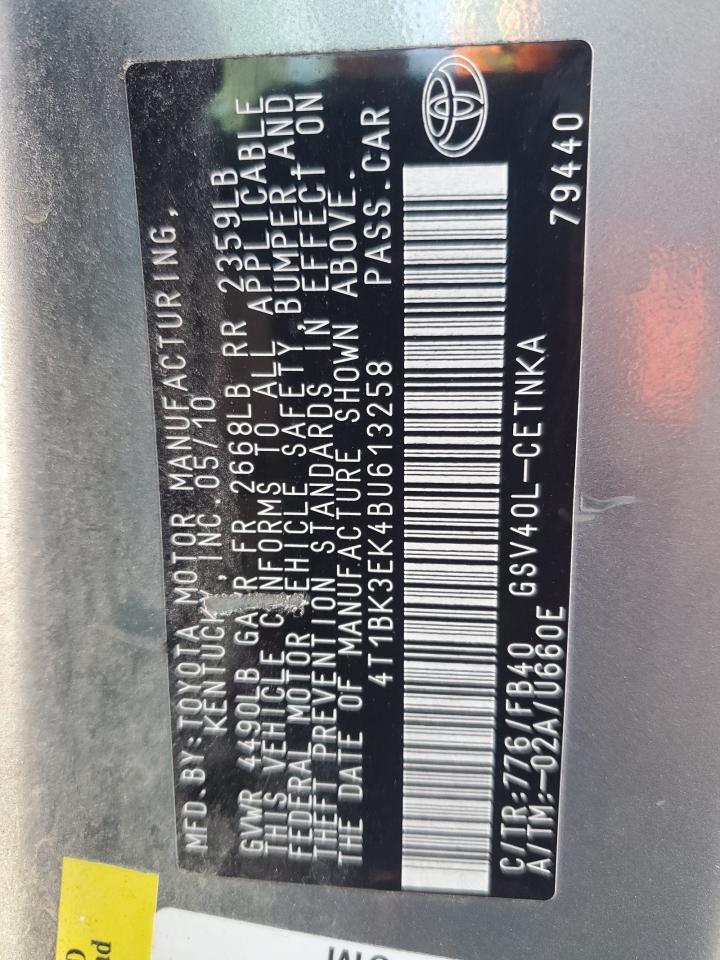 MFD.BY:TOYOTA MOTOR MANUFACTURING,
KENTUCKY, INC.05/10
GVWR 4490LB GAWR FR 2668LB RR 2359LB
THIS VEHICLE CONFORMS TO ALL APPLICABLE
FEDERAL MOTOR VEHICLE SAFETY, BUMPER, AND
THEFT PREVENTION STANDARDS IN EFFECT ON
THE DATE OF MANUFACTURE SHOWN ABOVE.
4T1BK3EK4BU613258 PASS.CAR
C/TR:776/FB40 GSV40L-CETNKA
A/TM:-02A/U660E 79440